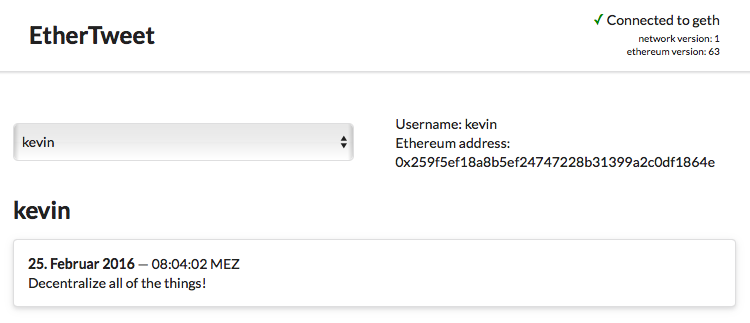 EtherTweet
✓ Connected to geth
network version: 1
ethereum version: 63
kevin
Username: kevin
Ethereum address:
0x259f5ef18a8b5ef24747228b31399a2c0df1864e
kevin
25. Februar 2016 — 08:04:02 MEZ
Decentralize all of the things!